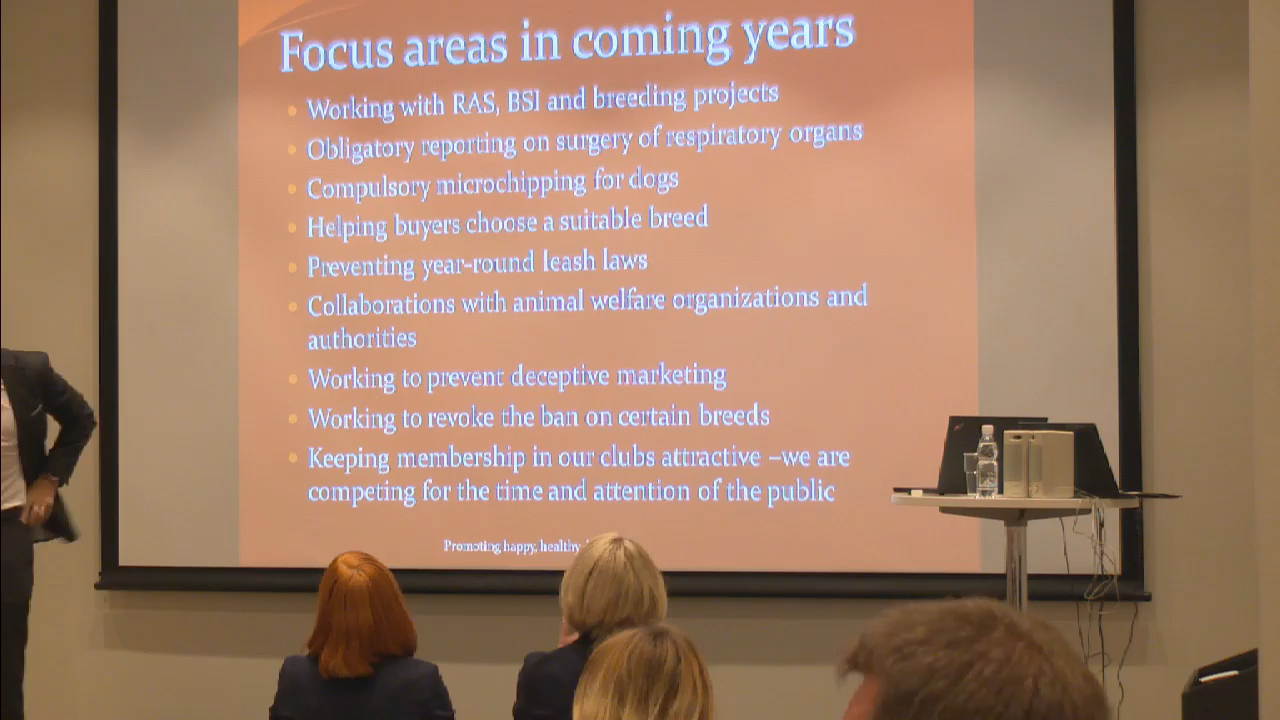 Focus areas in coming years
• Working with RAS, BSI and breeding projects
• Obligatory reporting on surgery of respiratory organs
• Compulsory microchipping for dogs
• Helping buyers choose a suitable breed
• Preventing year-round leash laws
• Collaborations with animal welfare organizations and
authorities
• Working to prevent deceptive marketing
• Working to revoke the ban on certain breeds
• Keeping membership in our clubs attractive –we are
competing for the time and attention of the public
Promoting happy, healthy